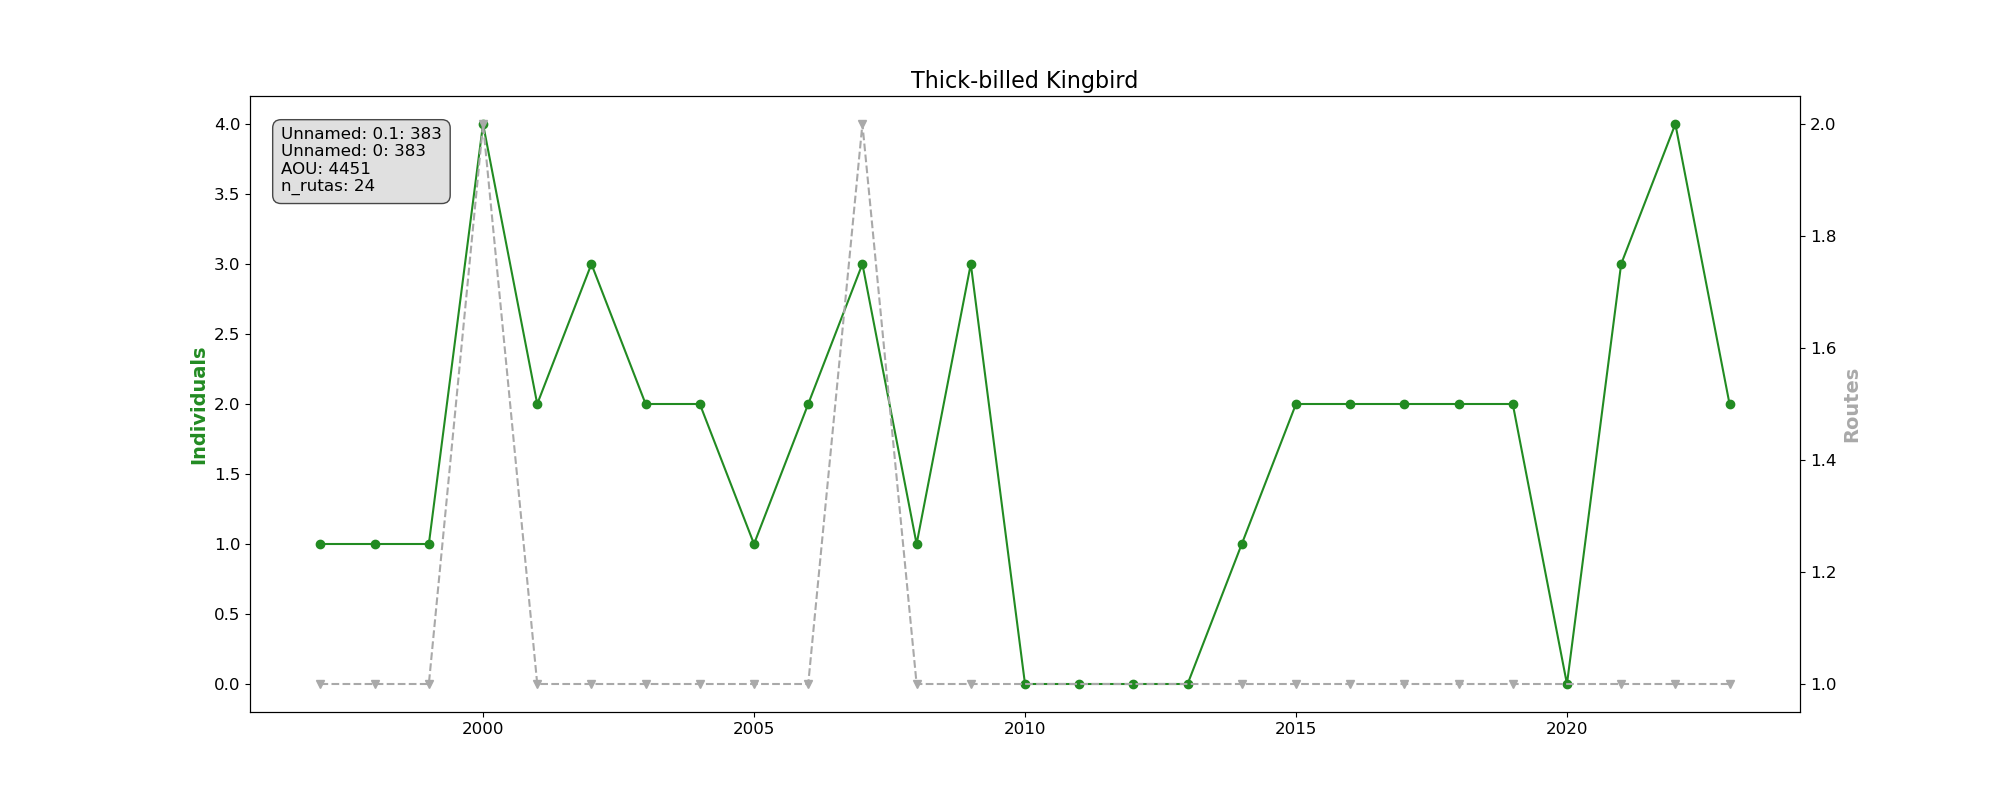 Thick-billed Kingbird
Unnamed: 0.1: 383
Unnamed: 0: 383
AOU: 4451
n_rutas: 24
Individuals
4.0
3.5
3.0
2.5
2.0
1.5
1.0
0.5
0.0
2.0
1.8
1.6
1.4
1.2
1.0
Routes
2000
2005
2010
2015
2020